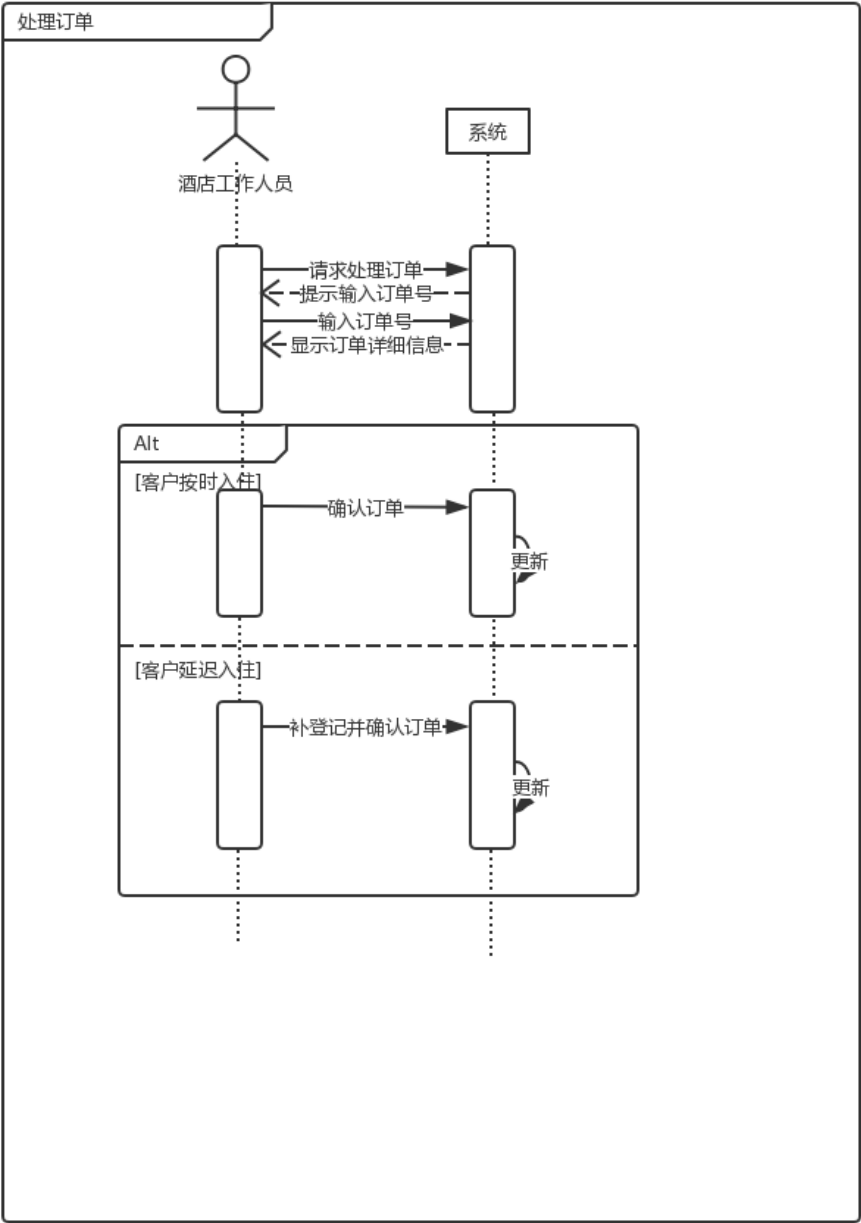 处理订单
系统
酒店工作人员
请求处理订单
提示输入订单号
输入订单号
显示订单详细信息
Alt
[客户按时入住]
确认订单
更新
[客户延迟入住]
补登记并确认订单
更新